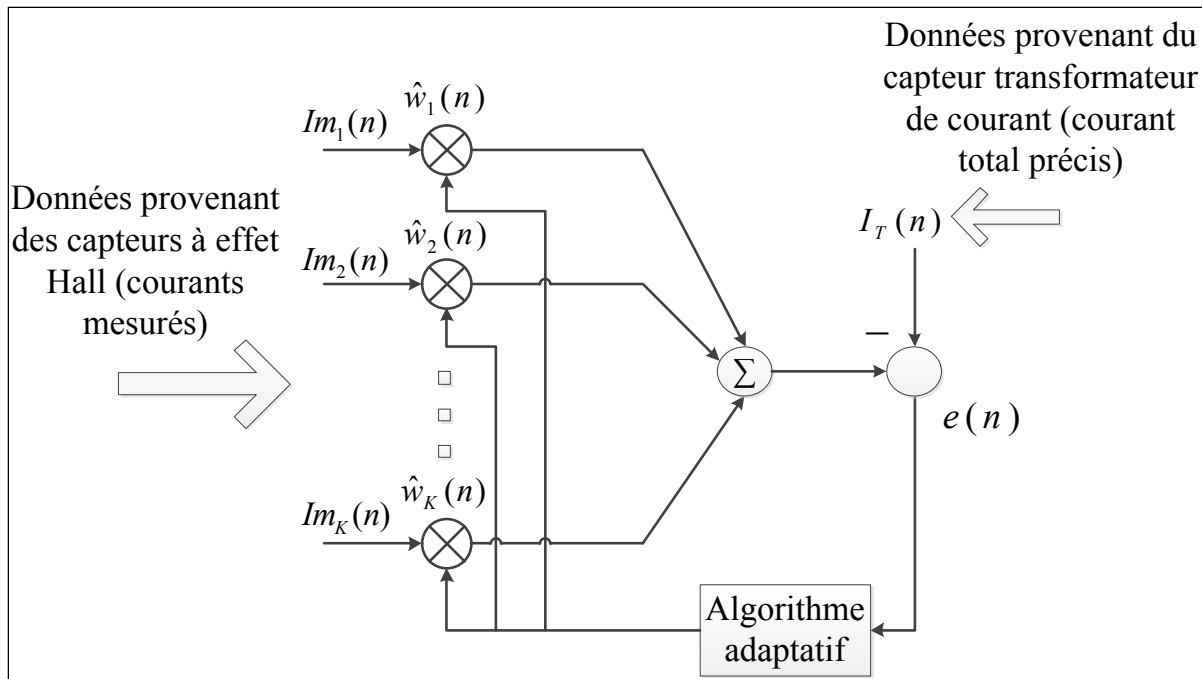 Données provenant du
capteur transformateur
de courant (courant
total précis)
ŵ₁(n)
Im₁(n)
Données provenant
des capteurs à effet
Hall (courants
mesurés)
I_T(n)
ŵ₂(n)
Im₂(n)
−
Σ
e(n)
ŵ_K(n)
Im_K(n)
Algorithme
adaptatif